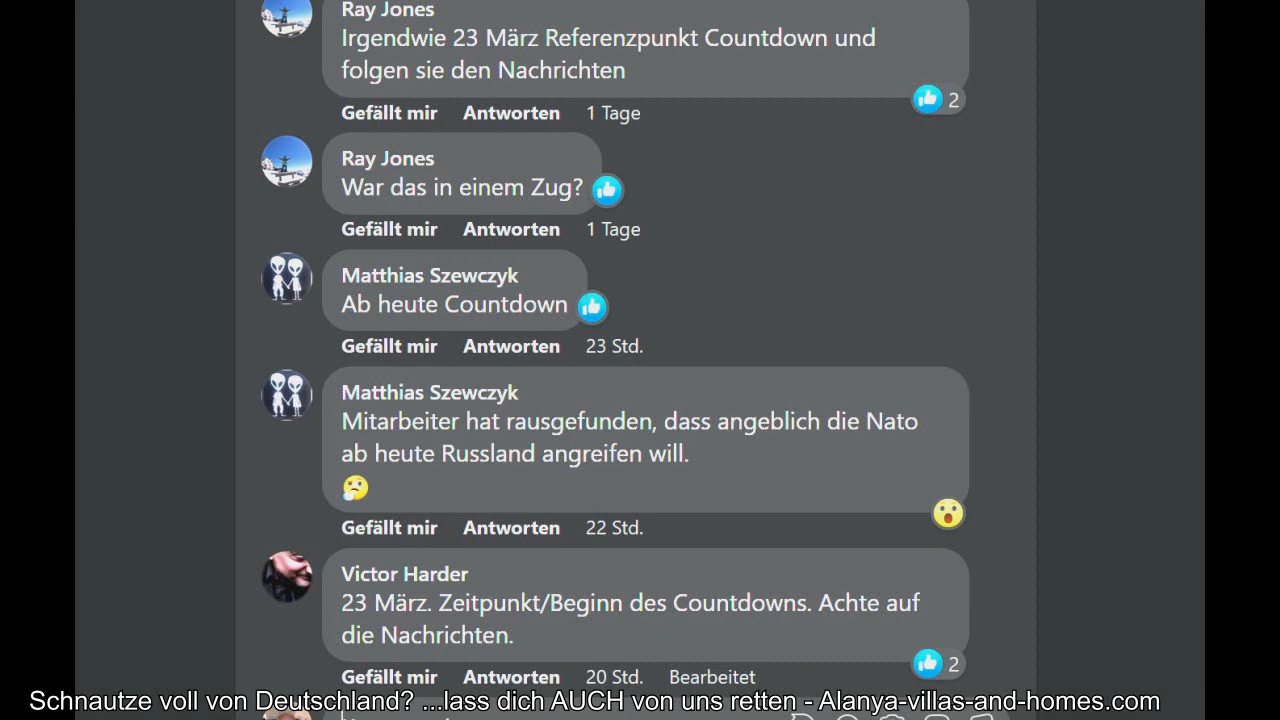 Ray Jones
Irgendwie 23 März Referenzpunkt Countdown und
folgen sie den Nachrichten
2
Gefällt mir Antworten 1 Tage
Ray Jones
War das in einem Zug?
Gefällt mir Antworten 1 Tage
Matthias Szewczyk
Ab heute Countdown
Gefällt mir Antworten 23 Std.
Matthias Szewczyk
Mitarbeiter hat rausgefunden, dass angeblich die Nato
ab heute Russland angreifen will.
Gefällt mir Antworten 22 Std.
Victor Harder
23 März. Zeitpunkt/Beginn des Countdowns. Achte auf
die Nachrichten.
2
Gefällt mir Antworten 20 Std. Bearbeitet
Schnautze voll von Deutschland? ...lass dich AUCH von uns retten - Alanya-villas-and-homes.com